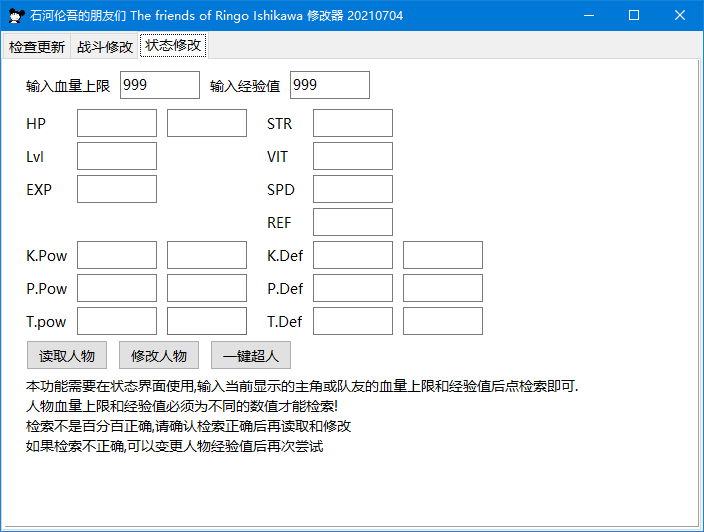 石河伦吾的朋友们 The friends of Ringo Ishikawa 修改器 20210704
检查更新 战斗修改 状态修改
输入血量上限 999 输入经验值 999
HP STR
Lvl VIT
EXP SPD
REF
K.Pow K.Def
P.Pow P.Def
T.pow T.Def
读取人物 修改人物 一键超人
本功能需要在状态界面使用,输入当前显示的主角或队友的血量上限和经验值后点检索即可.
人物血量上限和经验值必须为不同的数值才能检索!
检索不是百分百正确,请确认检索正确后再读取和修改
如果检索不正确,可以变更人物经验值后再次尝试